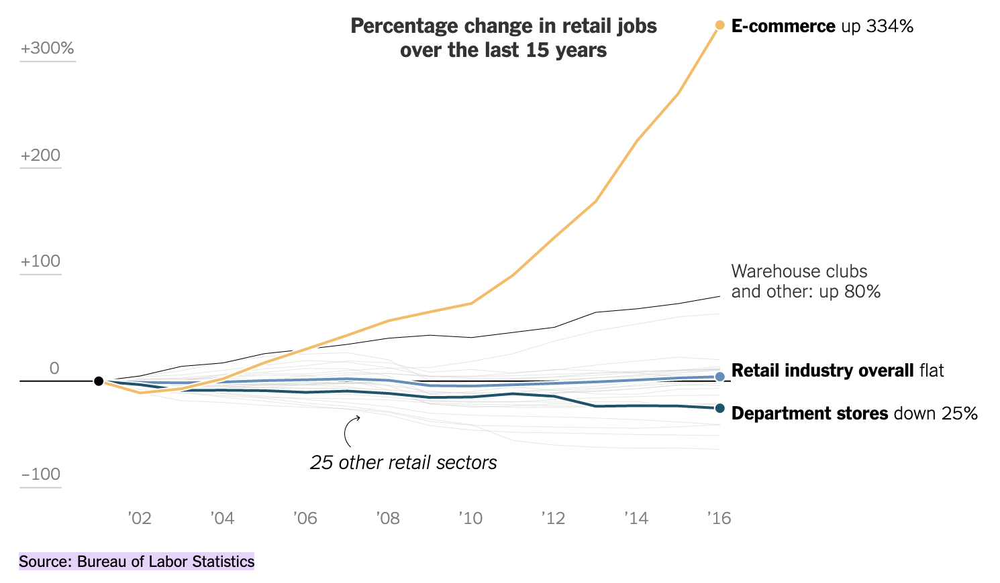 Percentage change in retail jobs
over the last 15 years
E-commerce up 334%
+300%
+200
+100
Warehouse clubs
and other: up 80%
0
Retail industry overall flat
Department stores down 25%
25 other retail sectors
–100
’02 ’04 ’06 ’08 ’10 ’12 ’14 ’16
Source: Bureau of Labor Statistics